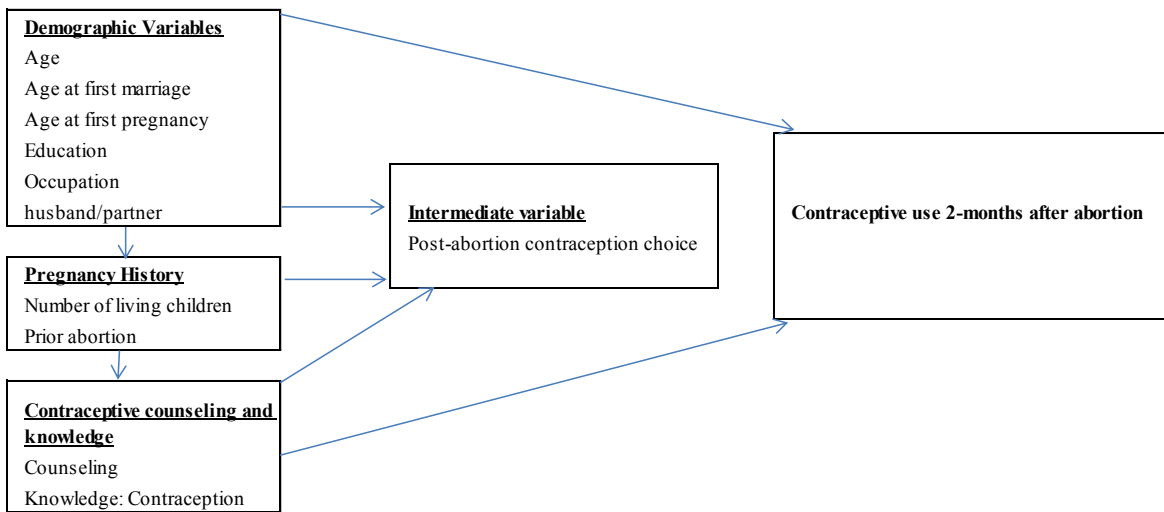 Demographic Variables
Age
Age at first marriage
Age at first pregnancy
Education
Occupation
husband/partner
Pregnancy History
Number of living children
Prior abortion
Contraceptive counseling and
knowledge
Counseling
Knowledge: Contraception
Intermediate variable
Post-abortion contraception choice
Contraceptive use 2-months after abortion